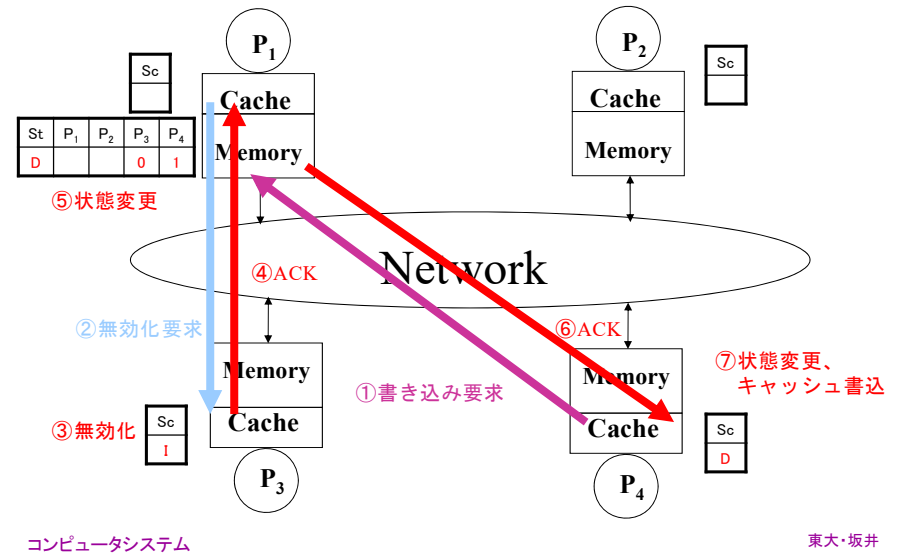 P1
Sc
Cache
Memory
St P1 P2 P3 P4
D 0 1
⑤状態変更
P2
Sc
Cache
Memory
Network
④ACK
②無効化要求
⑥ACK
①書き込み要求
⑦状態変更、
キャッシュ書込
Memory
Cache
③無効化
Sc
I
P3
Memory
Cache
Sc
D
P4
コンピュータシステム
東大・坂井